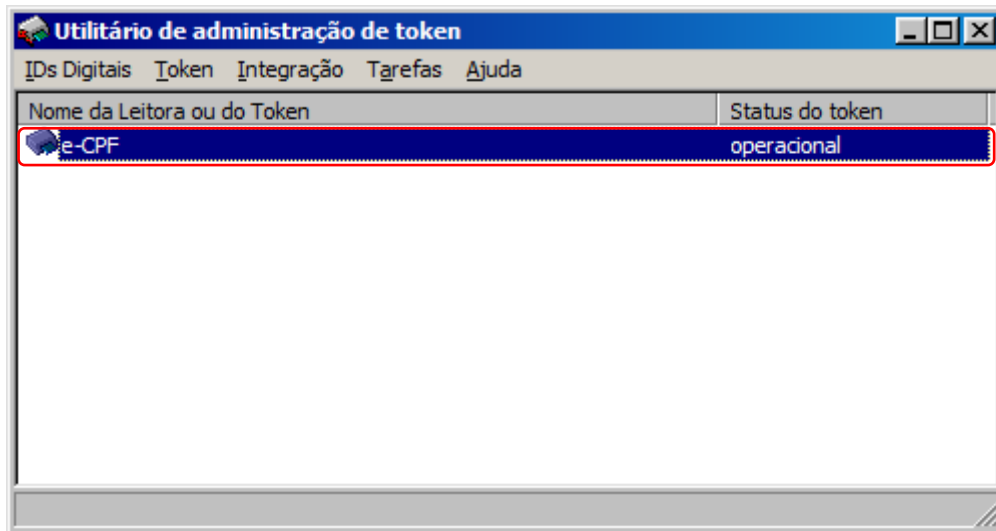 Utilitário de administração de token
IDs Digitais Token Integração Tarefas Ajuda
Nome da Leitora ou do Token Status do token
e-CPF operacional